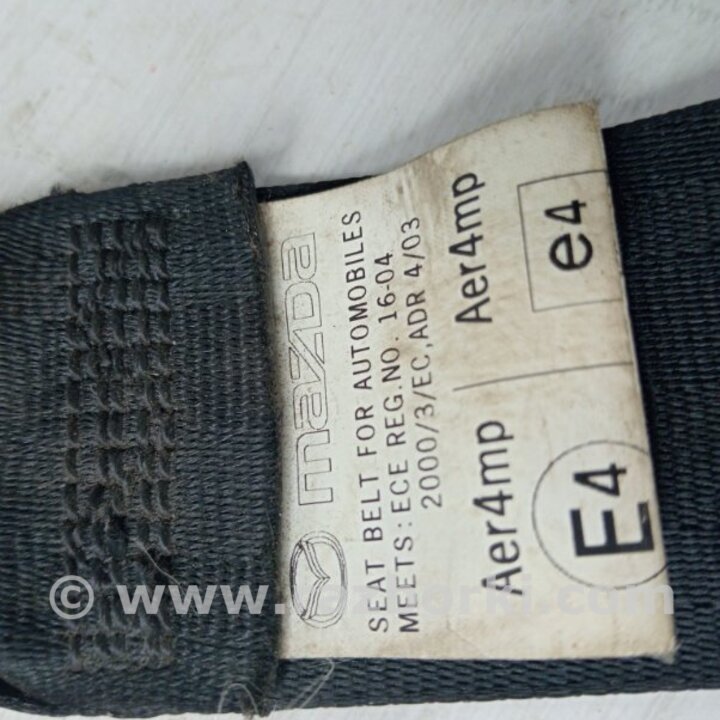 mazda
SEAT BELT FOR AUTOMOBILES
MEETS: ECE REG.NO. 16-04
2000/3/EC,ADR 4/03
Aer4mp Aer4mp
E4 e4